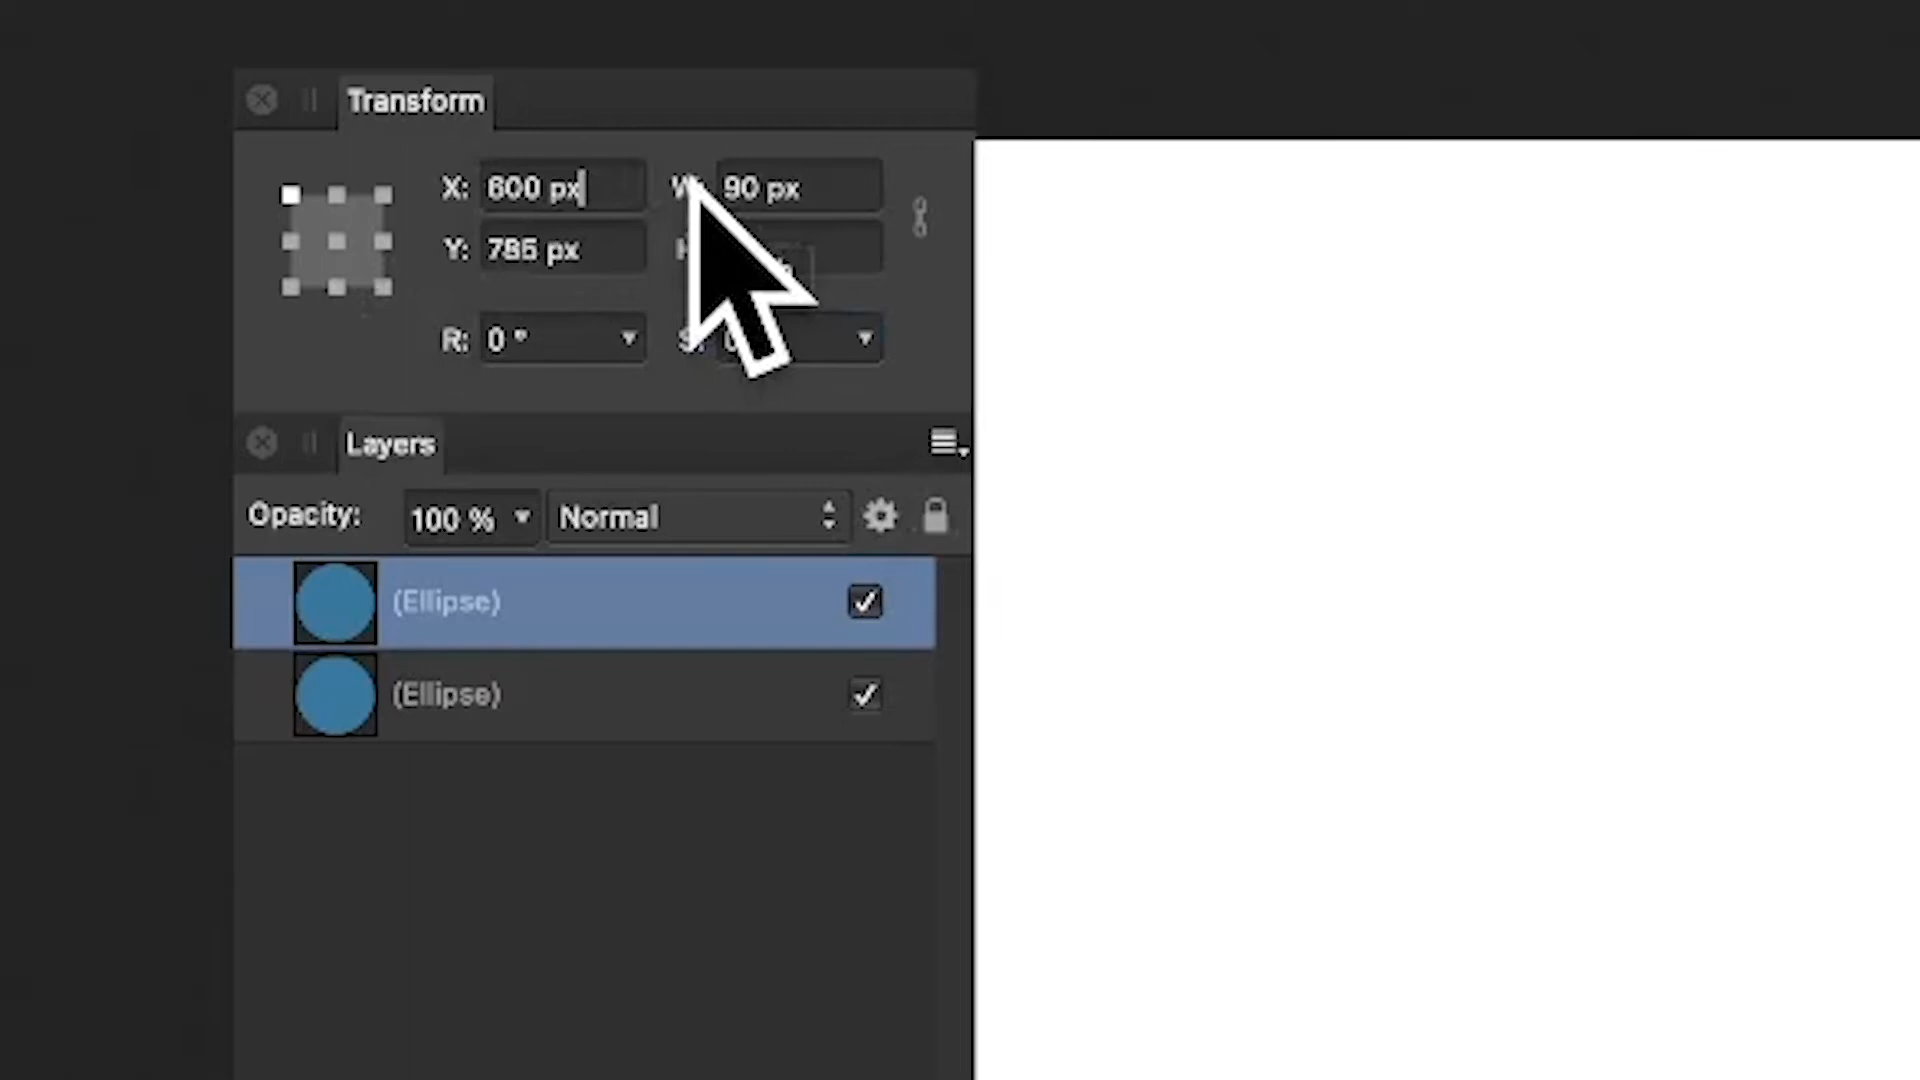 Transform
X: 600 px W: 90 px
Y: 785 px
R: 0 °
Layers
Opacity: 100 % Normal
(Ellipse)
(Ellipse)